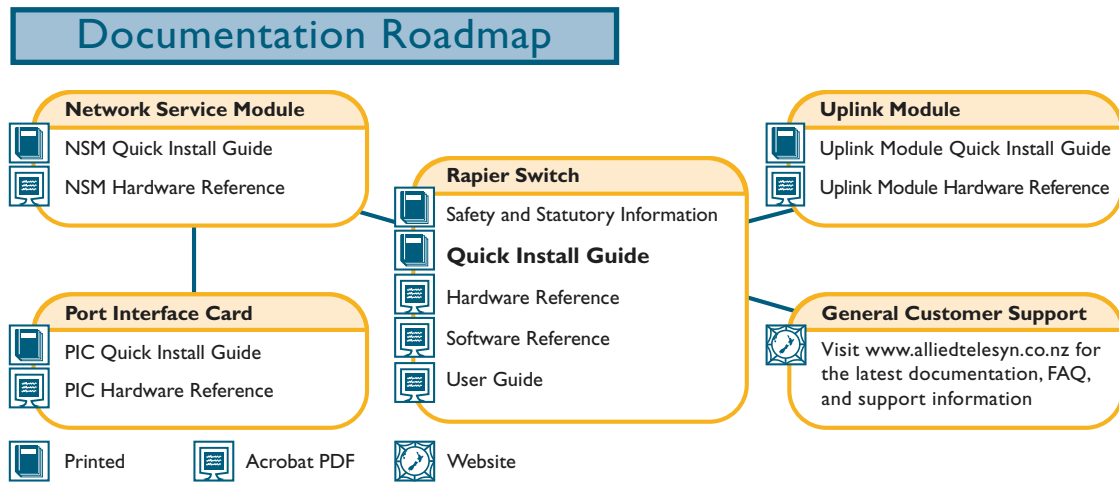 Documentation Roadmap
Network Service Module
NSM Quick Install Guide
NSM Hardware Reference
Port Interface Card
PIC Quick Install Guide
PIC Hardware Reference
Rapier Switch
Safety and Statutory Information
Quick Install Guide
Hardware Reference
Software Reference
User Guide
Uplink Module
Uplink Module Quick Install Guide
Uplink Module Hardware Reference
General Customer Support
Visit www.alliedtelesyn.co.nz for
the latest documentation, FAQ,
and support information
Printed
Acrobat PDF
Website